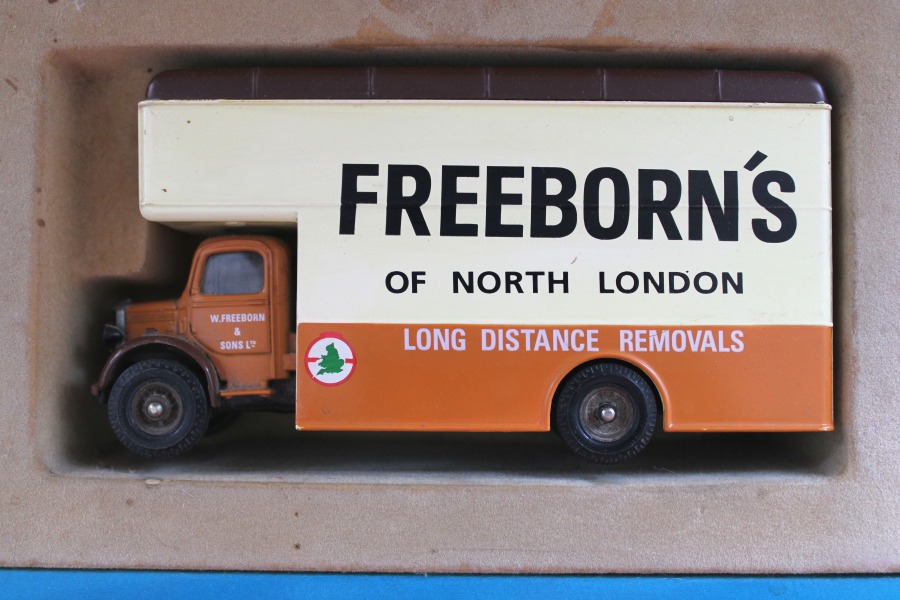 FREEBORN'S
OF NORTH LONDON
LONG DISTANCE REMOVALS
W.FREEBORN
&
SONS LTD